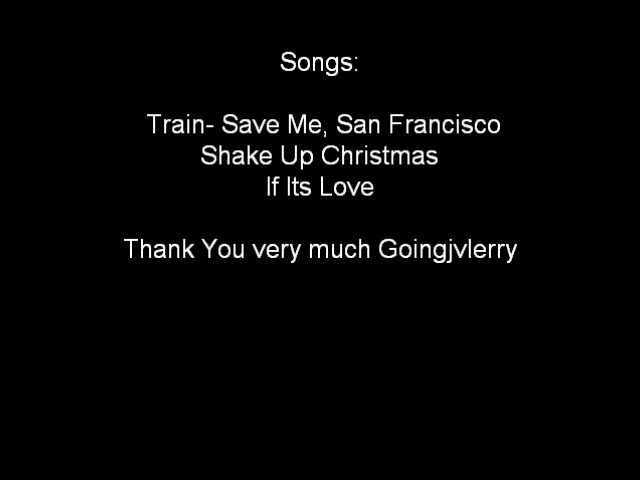 Songs:
Train- Save Me, San Francisco
Shake Up Christmas
If Its Love
Thank You very much Goingjvlerry